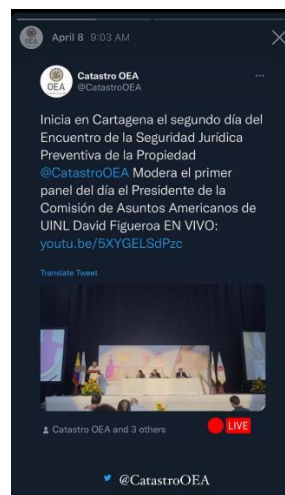 OEA
April 8 9:03 AM
OEA
Catastro OEA
@CatastroOEA
Inicia en Cartagena el segundo día del
Encuentro de la Seguridad Jurídica
Preventiva de la Propiedad
@CatastroOEA Modera el primer
panel del día el Presidente de la
Comisión de Asuntos Americanos de
UINL David Figueroa EN VIVO:
youtu.be/5XYGELSdPzc
Translate Tweet
Catastro OEA and 3 others
LIVE
@CatastroOEA